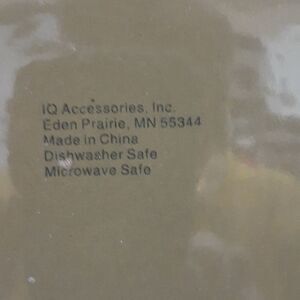 IQ Accessories, Inc.
Eden Prairie, MN 55344
Made in China
Dishwasher Safe
Microwave Safe